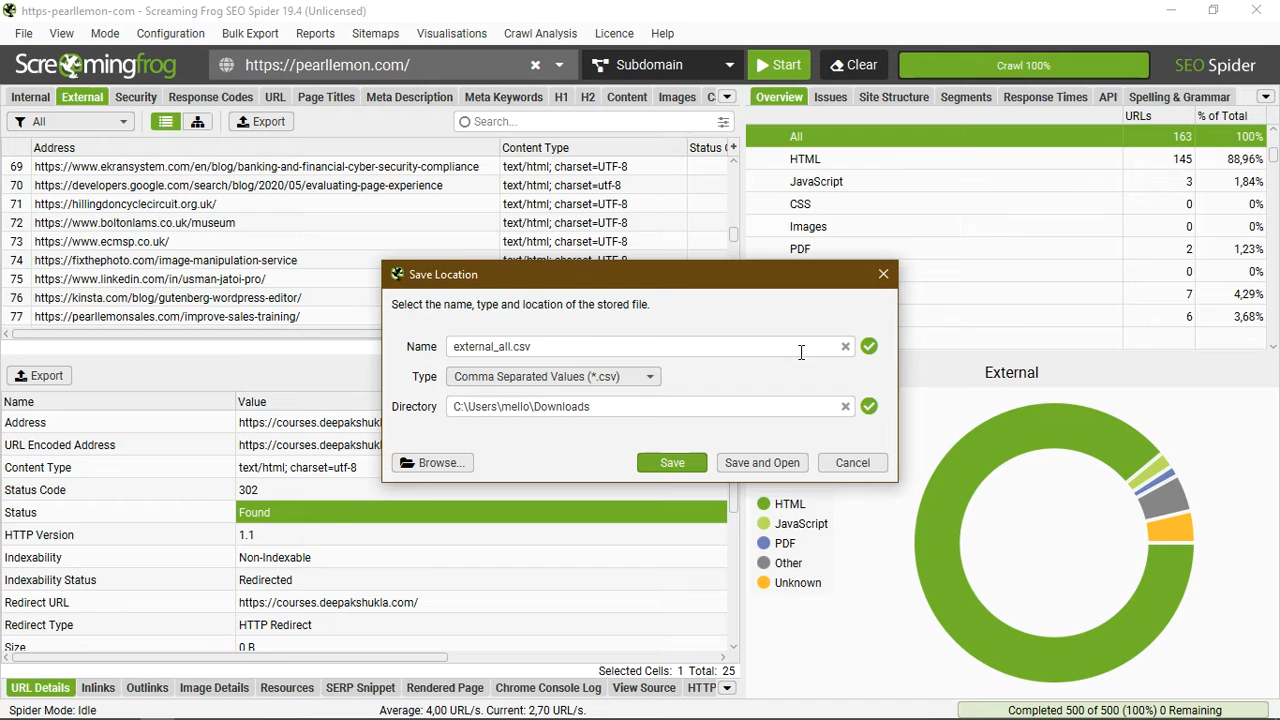 https-pearllemon.com/ - Screaming Frog SEO Spider 19.4 (Unlicensed)
File View Mode Configuration Bulk Export Reports Sitemaps Visualisations Crawl Analysis Licence Help
Screamingfrog https://pearllemon.com/ Subdomain Start Clear Crawl 100% SEO Spider
Internal External Security Response Codes URL Page Titles Meta Description Meta Keywords H1 H2 Content Images C
Overview Issues Site Structure Segments Response Times API Spelling & Grammar
All Export Search...
URLs % of Total
Address Content Type Status C
69 https://www.ekransystem.com/en/blog/banking-and-financial-cyber-security-compliance text/html; charset=UTF-8
70 https://developers.google.com/search/blog/2020/05/evaluating-page-experience text/html; charset=utf-8
71 https://hillingdoncyclecircuit.org.uk/ text/html; charset=UTF-8
72 https://www.boltonlams.co.uk/museum text/html; charset=UTF-8
73 https://www.ecmsp.co.uk/ text/html; charset=UTF-8
74 https://fixthephoto.com/image-manipulation-service
75 https://www.linkedin.com/in/usman-jatoi-pro/
76 https://kinsta.com/blog/gutenberg-wordpress-editor/
77 https://pearllemonsales.com/improve-sales-training/
All 163 100%
HTML 145 88,96%
JavaScript 3 1,84%
CSS 0 0%
Images 0 0%
PDF 2 1,23%
0 0%
7 4,29%
6 3,68%
Save Location
Select the name, type and location of the stored file.
Name external_all.csv
Type Comma Separated Values (*.csv)
Directory C:\Users\mello\Downloads
Browse... Save Save and Open Cancel
Export
Name Value
Address https://courses.deepakshukl
URL Encoded Address https://courses.deepakshukl
Content Type text/html; charset=utf-8
Status Code 302
Status Found
HTTP Version 1.1
Indexability Non-Indexable
Indexability Status Redirected
Redirect URL https://courses.deepakshukla.com/
Redirect Type HTTP Redirect
Size 0 B
Selected Cells: 1 Total: 25
External
HTML
JavaScript
PDF
Other
Unknown
URL Details Inlinks Outlinks Image Details Resources SERP Snippet Rendered Page Chrome Console Log View Source HTTP
Spider Mode: Idle Average: 4,00 URL/s. Current: 2,70 URL/s. Completed 500 of 500 (100%) 0 Remaining